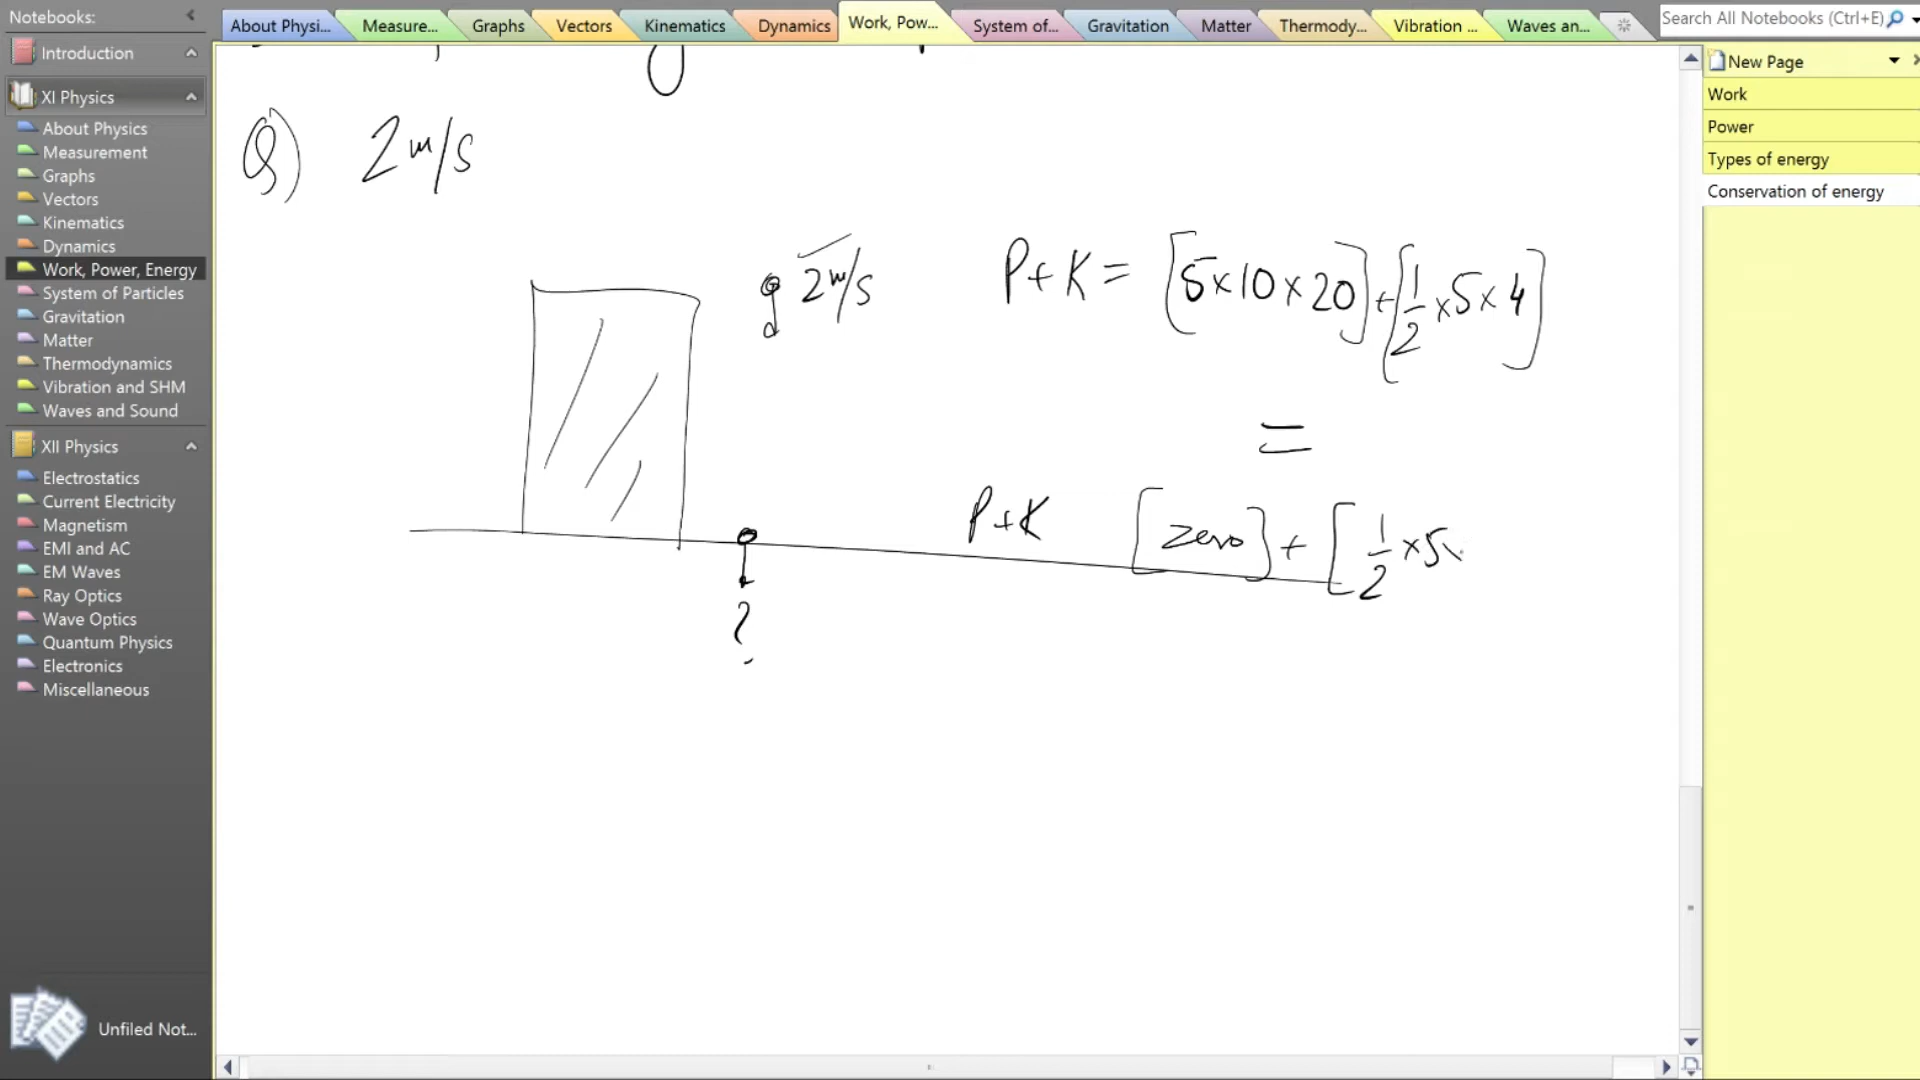 Notebooks:
Introduction
XI Physics
About Physics
Measurement
Graphs
Vectors
Kinematics
Dynamics
Work, Power, Energy
System of Particles
Gravitation
Matter
Thermodynamics
Vibration and SHM
Waves and Sound
XII Physics
Electrostatics
Current Electricity
Magnetism
EMI and AC
EM Waves
Ray Optics
Wave Optics
Quantum Physics
Electronics
Miscellaneous
Unfiled Not...
About Physi... Measure... Graphs Vectors Kinematics Dynamics Work, Pow... System of... Gravitation Matter Thermody... Vibration ... Waves an...
Search All Notebooks (Ctrl+E)
Q) 2 m/s
2 m/s
P+K = [5×10×20]+[1/2×5×4]
=
P+K [zero]+[1/2×5
?
New Page
Work
Power
Types of energy
Conservation of energy